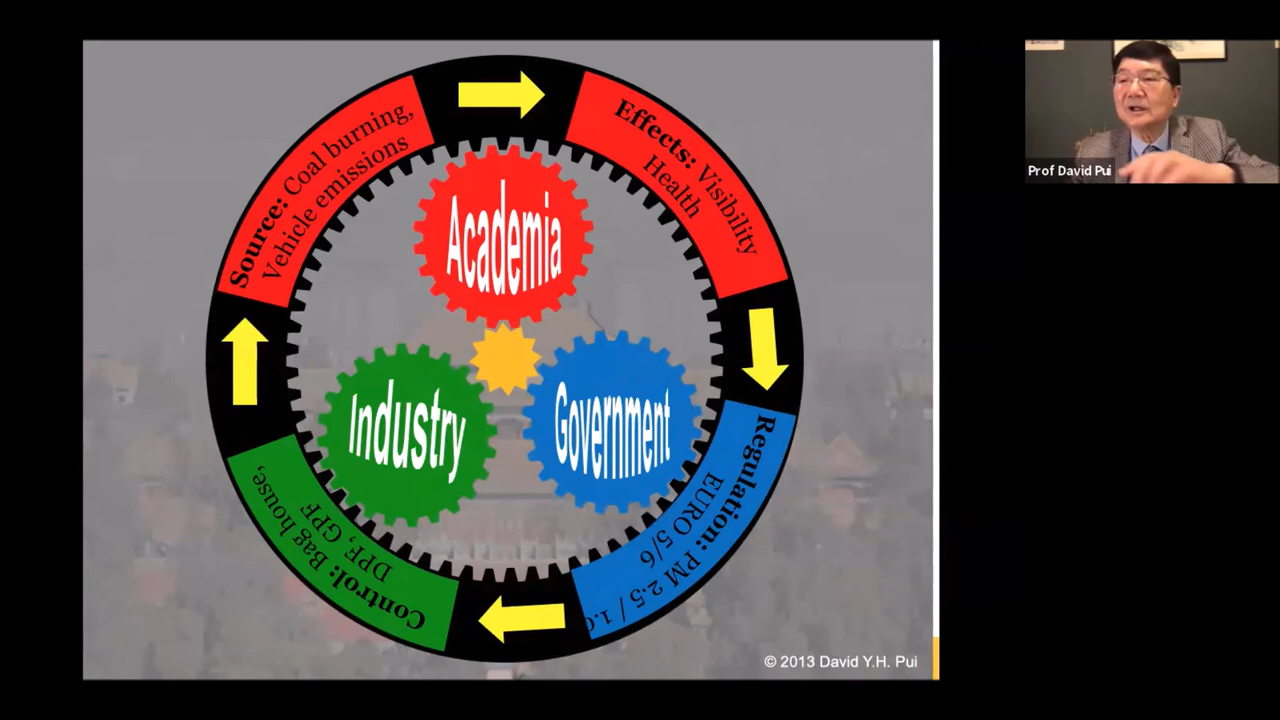 Source: Coal burning,
Vehicle emissions
Effects: Visibility
Health
Academia
Industry
Government
Regulation: PM 2.5 / 1.0
EURO 5/6
Control: Bag house,
DPF, GPF
© 2013 David Y.H. Pui
Prof David Pui